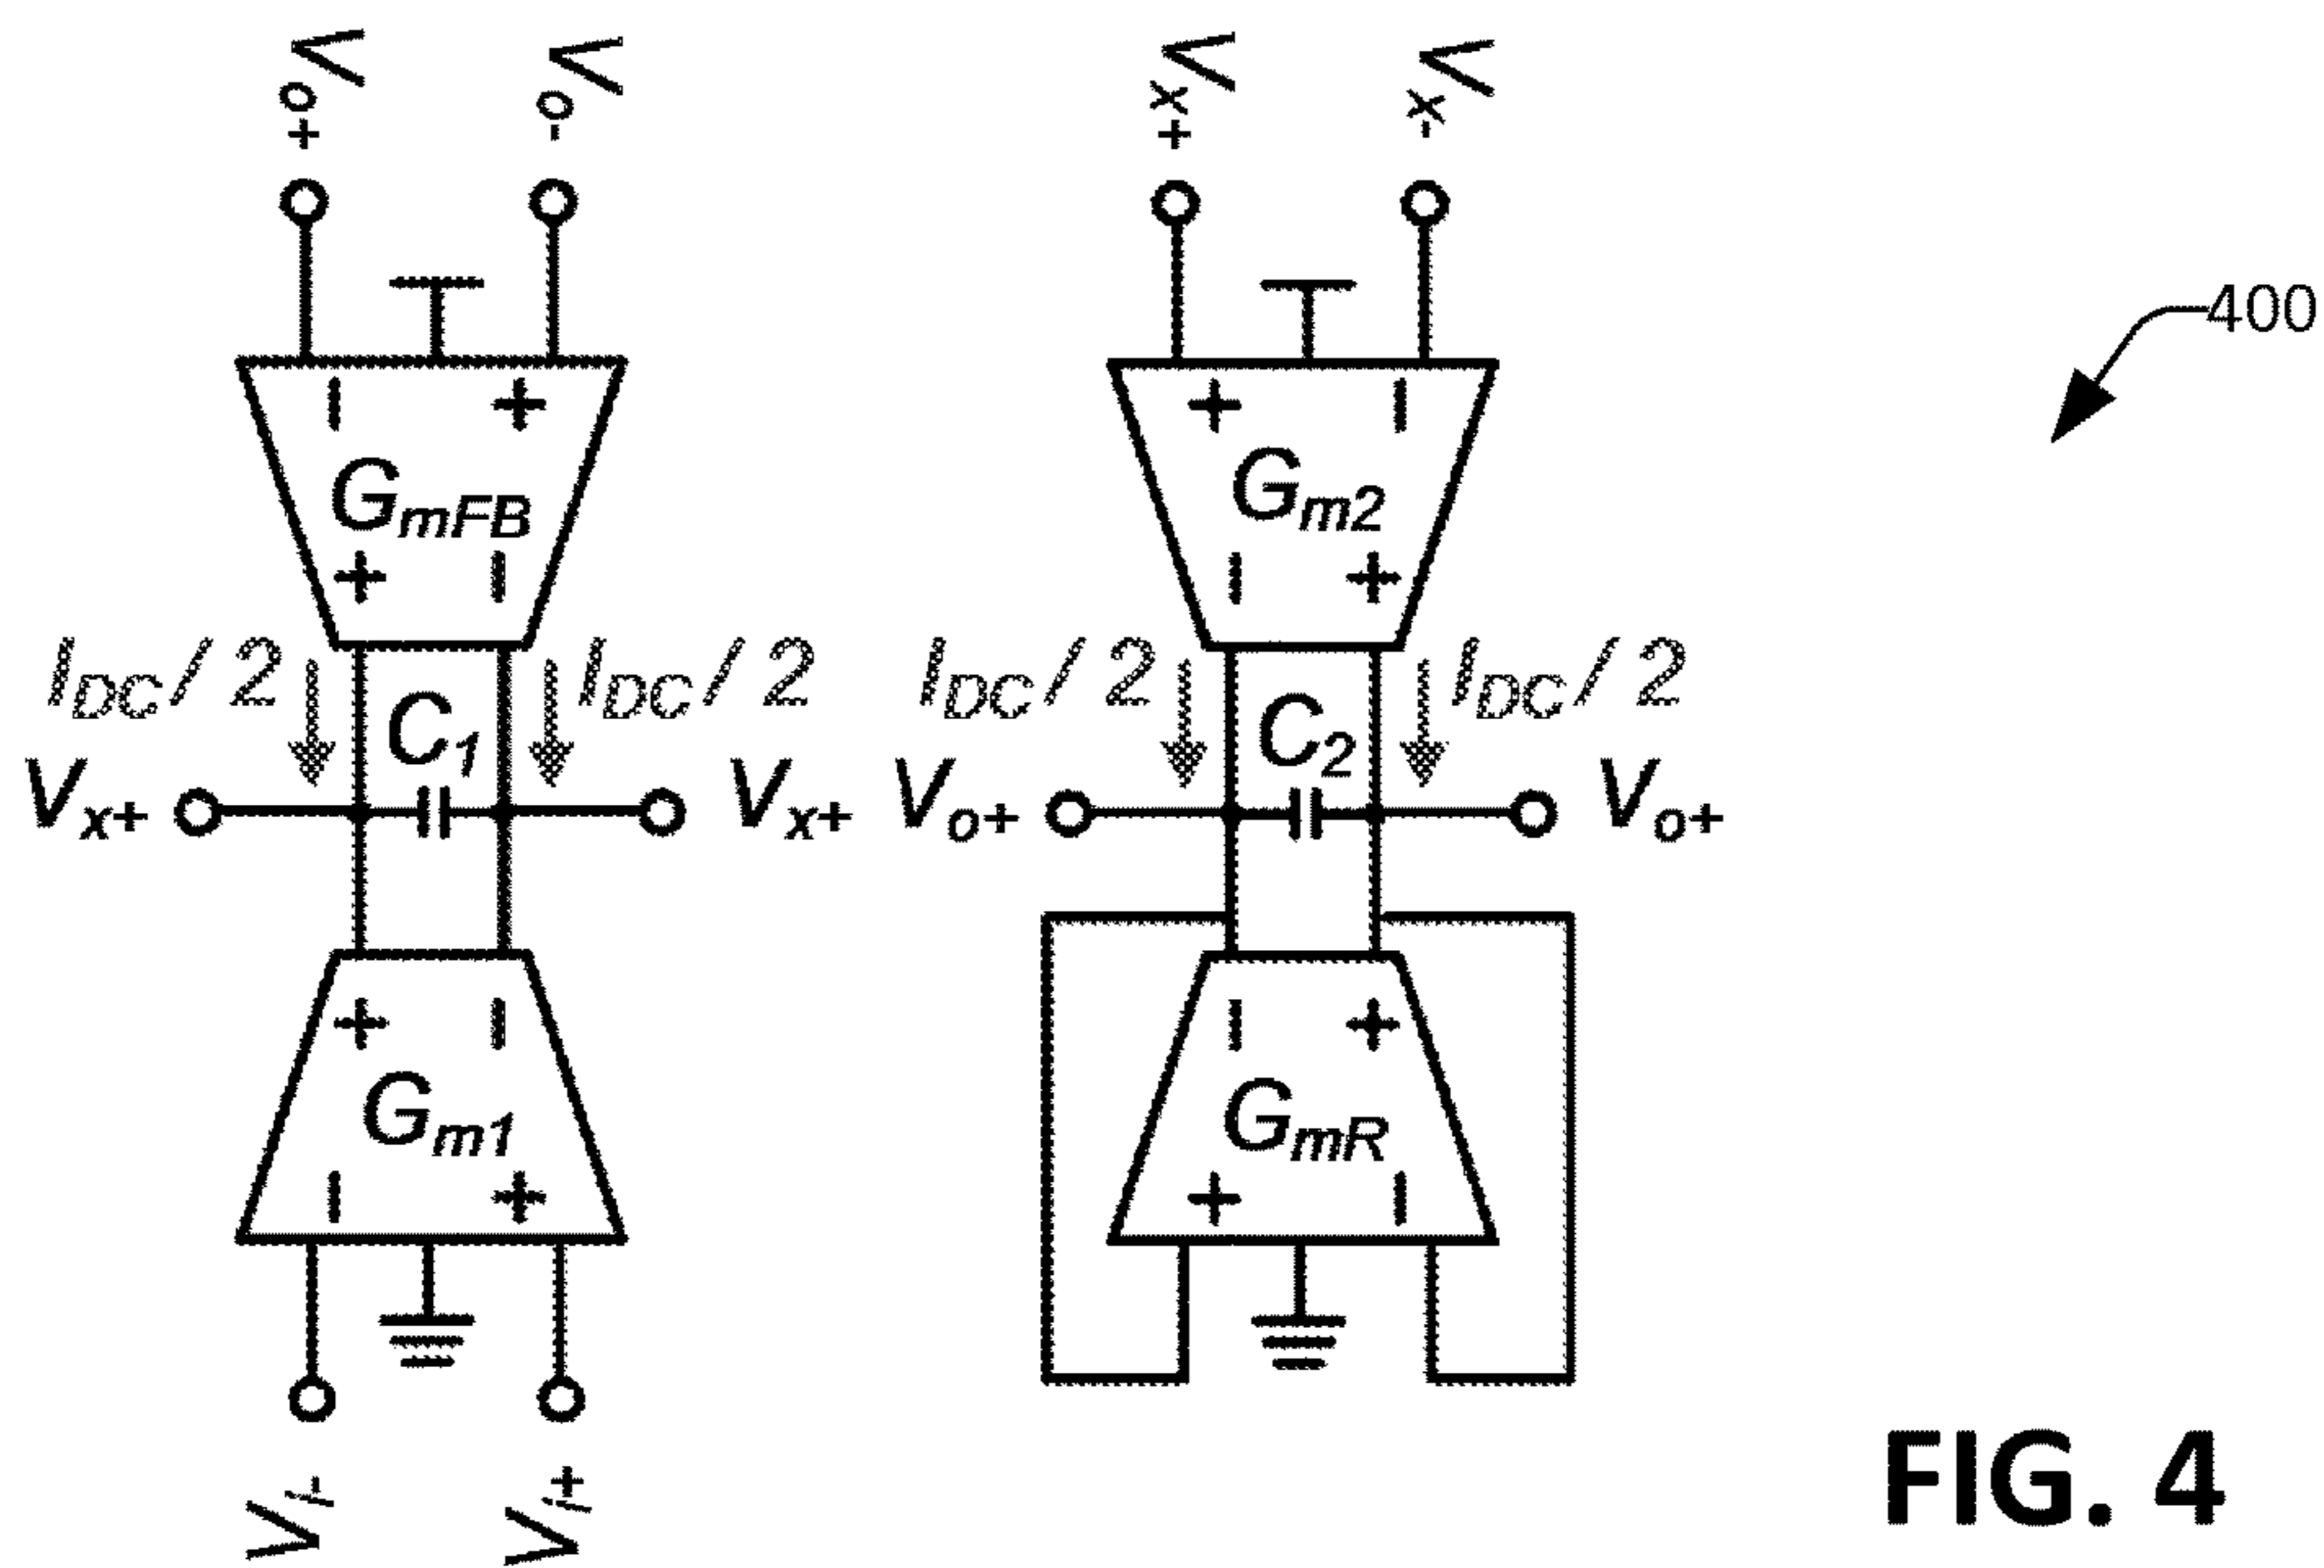 Vo+ Vo- Vx+ Vx-
400
− + + −
GmFB Gm2
+ − − +
IDC/2 IDC/2 IDC/2 IDC/2
C1 C2
Vx+ Vx+ Vo+ Vo+
+ − − +
Gm1 GmR
− + + −
Vi- Vi+
FIG. 4